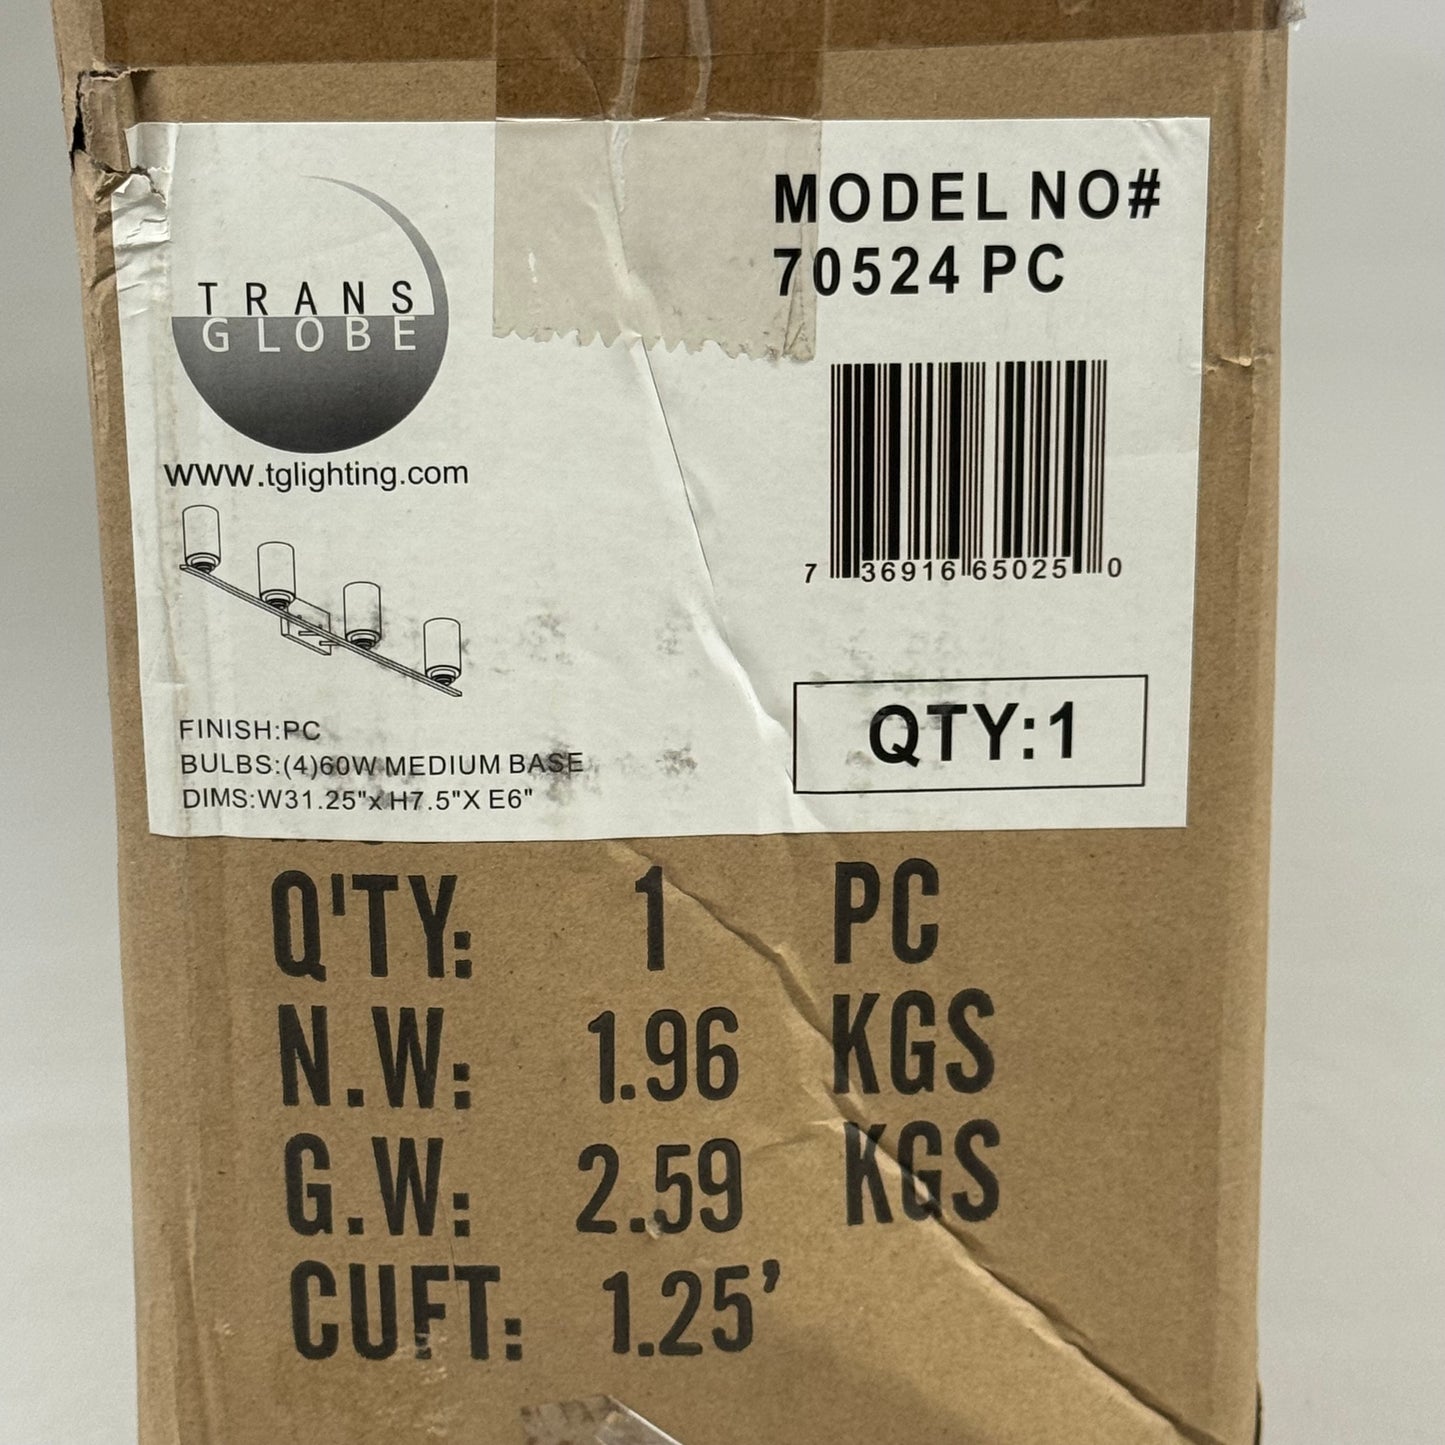 TRANS
GLOBE
www.tglighting.com
MODEL NO#
70524 PC
7 36916 65025 0
FINISH:PC
BULBS:(4)60W MEDIUM BASE
DIMS:W31.25"x H7.5"X E6"
QTY:1
Q'TY: 1 PC
N.W: 1.96 KGS
G.W: 2.59 KGS
CUFT: 1.25'